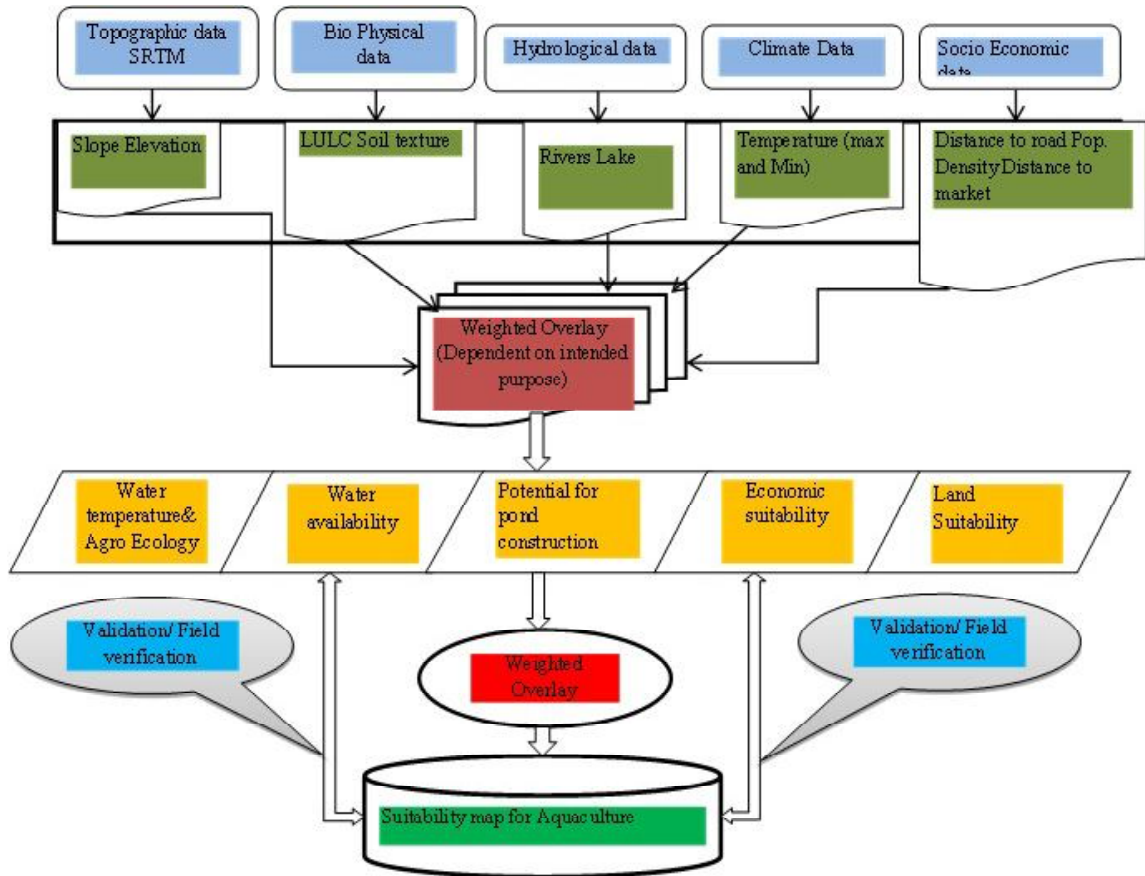 Topographic data
SRTM
Bio Physical
data
Hydrological data
Climate Data
Socio Economic
data
Slope Elevation
LULC Soil texture
Rivers Lake
Temperature (max
and Min)
Distance to road Pop.
Density Distance to
market
Weighted Overlay
(Dependent on intended
purpose)
Water
temperature&
Agro Ecology
Water
availability
Potential for
pond
construction
Economic
suitability
Land
Suitability
Validation/ Field
verification
Weighted
Overlay
Validation/ Field
verification
Suitability map for Aquaculture